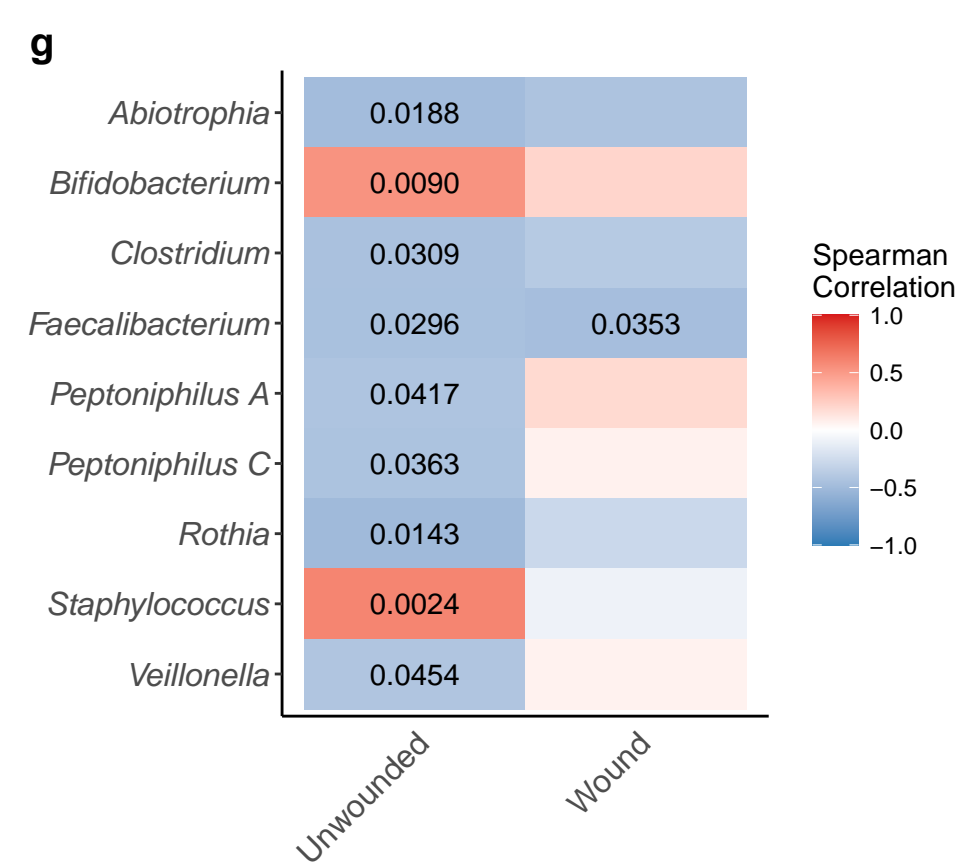 g
Abiotrophia 0.0188
Bifidobacterium 0.0090
Clostridium 0.0309
Faecalibacterium 0.0296 0.0353
Peptoniphilus A 0.0417
Peptoniphilus C 0.0363
Rothia 0.0143
Staphylococcus 0.0024
Veillonella 0.0454
Unwounded Wound
Spearman
Correlation
1.0
0.5
0.0
−0.5
−1.0